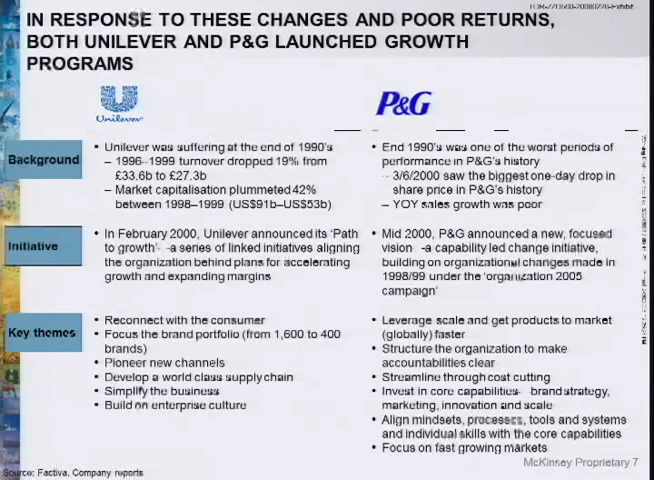 IN RESPONSE TO THESE CHANGES AND POOR RETURNS,
BOTH UNILEVER AND P&G LAUNCHED GROWTH
PROGRAMS
Unilever
P&G
Background
• Unilever was suffering at the end of 1990's
– 1996–1999 turnover dropped 19% from
£33.6b to £27.3b
– Market capitalisation plummeted 42%
between 1998–1999 (US$91b–US$53b)
• End 1990's was one of the worst periods of
performance in P&G's history
– 3/6/2000 saw the biggest one-day drop in
share price in P&G's history
– YOY sales growth was poor
Initiative
• In February 2000, Unilever announced its 'Path
to growth' -a series of linked initiatives aligning
the organization behind plans for accelerating
growth and expanding margins
• Mid 2000, P&G announced a new, focused
vision -a capability led change initiative,
building on organizational changes made in
1998/99 under the 'organization 2005
campaign'
Key themes
• Reconnect with the consumer
• Focus the brand portfolio (from 1,600 to 400
brands)
• Pioneer new channels
• Develop a world class supply chain
• Simplify the business
• Build an enterprise culture
• Leverage scale and get products to market
(globally) faster
• Structure the organization to make
accountabilities clear
• Streamline through cost cutting
• Invest in core capabilities- brand strategy,
marketing, innovation and scale
• Align mindsets, processes, tools and systems
and individual skills with the core capabilities
• Focus on fast growing markets
McKinsey Proprietary 7
Source: Factiva, Company reports